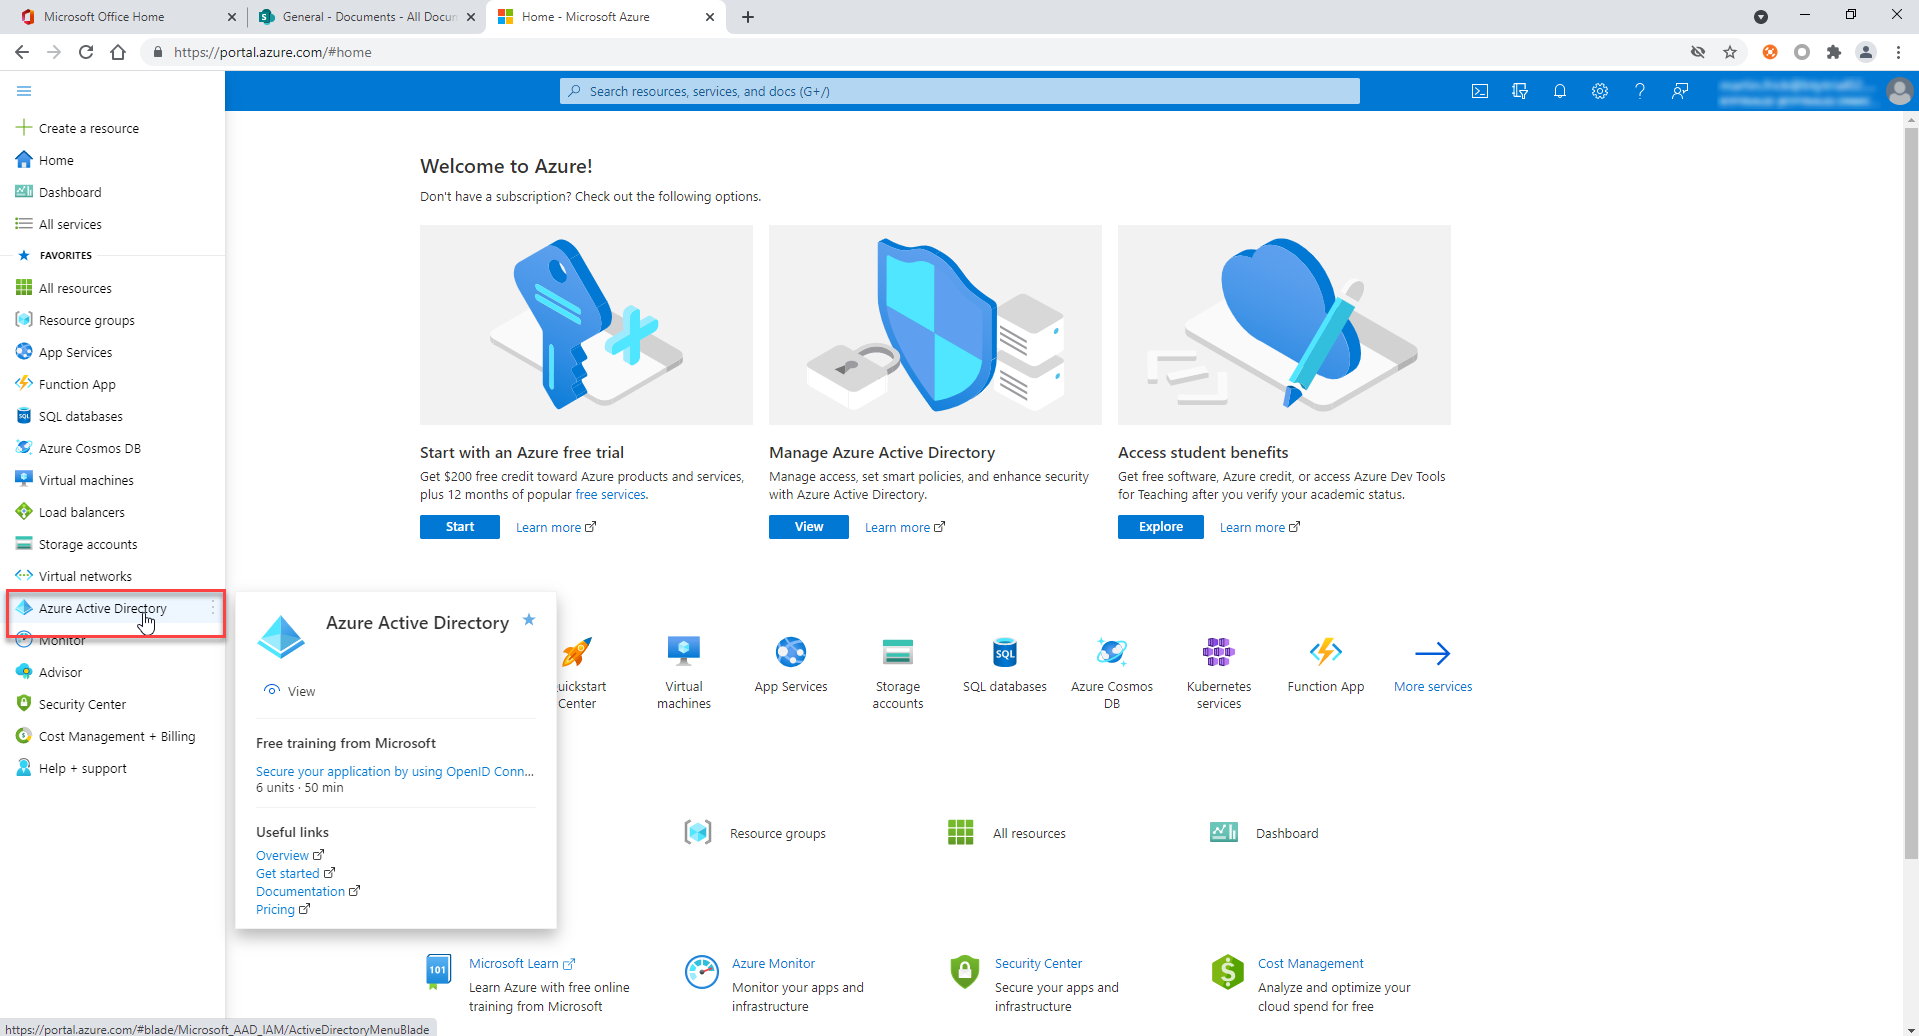 Microsoft Office Home
General - Documents - All Docun
Home - Microsoft Azure
https://portal.azure.com/#home
Search resources, services, and docs (G+/)
Create a resource
Home
Dashboard
All services
FAVORITES
All resources
Resource groups
App Services
Function App
SQL databases
Azure Cosmos DB
Virtual machines
Load balancers
Storage accounts
Virtual networks
Azure Active Directory
Monitor
Advisor
Security Center
Cost Management + Billing
Help + support
Welcome to Azure!
Don't have a subscription? Check out the following options.
Start with an Azure free trial
Get $200 free credit toward Azure products and services,
plus 12 months of popular free services.
Start
Learn more
Manage Azure Active Directory
Manage access, set smart policies, and enhance security
with Azure Active Directory.
View
Learn more
Access student benefits
Get free software, Azure credit, or access Azure Dev Tools
for Teaching after you verify your academic status.
Explore
Learn more
Azure Active Directory
View
Free training from Microsoft
Secure your application by using OpenID Conn...
6 units · 50 min
Useful links
Overview
Get started
Documentation
Pricing
uickstart
Center
Virtual
machines
App Services
Storage
accounts
SQL databases
SQL
Azure Cosmos
DB
Kubernetes
services
Function App
More services
Resource groups
All resources
Dashboard
101
Microsoft Learn
Learn Azure with free online
training from Microsoft
Azure Monitor
Monitor your apps and
infrastructure
Security Center
Secure your apps and
infrastructure
Cost Management
Analyze and optimize your
cloud spend for free
https://portal.azure.com/#blade/Microsoft_AAD_IAM/ActiveDirectoryMenuBlade